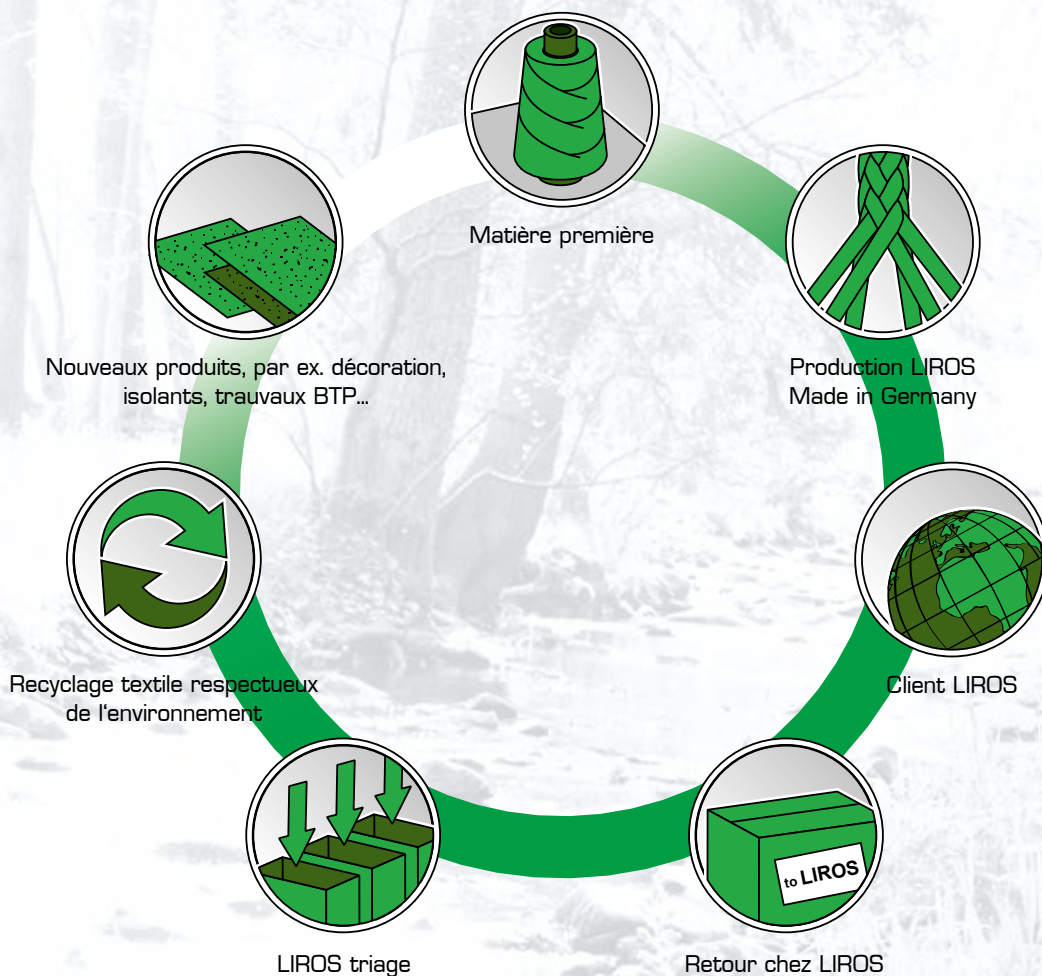 Matière première
Production LIROS
Made in Germany
Client LIROS
to LIROS
Retour chez LIROS
LIROS triage
Recyclage textile respectueux
de l‘environnement
Nouveaux produits, par ex. décoration,
isolants, trauvaux BTP...